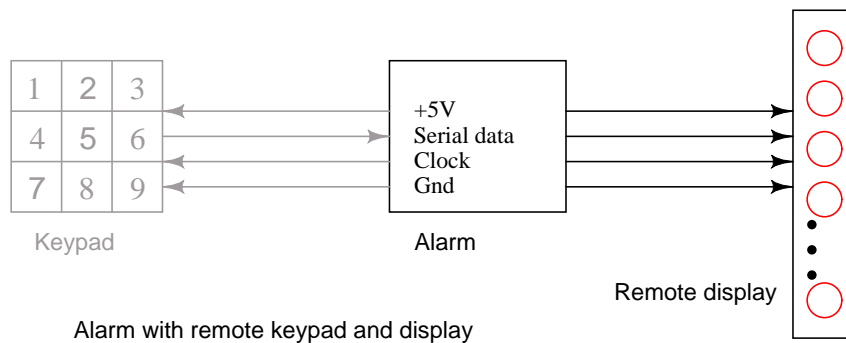 1 2 3
4 5 6
7 8 9
Keypad
+5V
Serial data
Clock
Gnd
Alarm
Remote display
Alarm with remote keypad and display